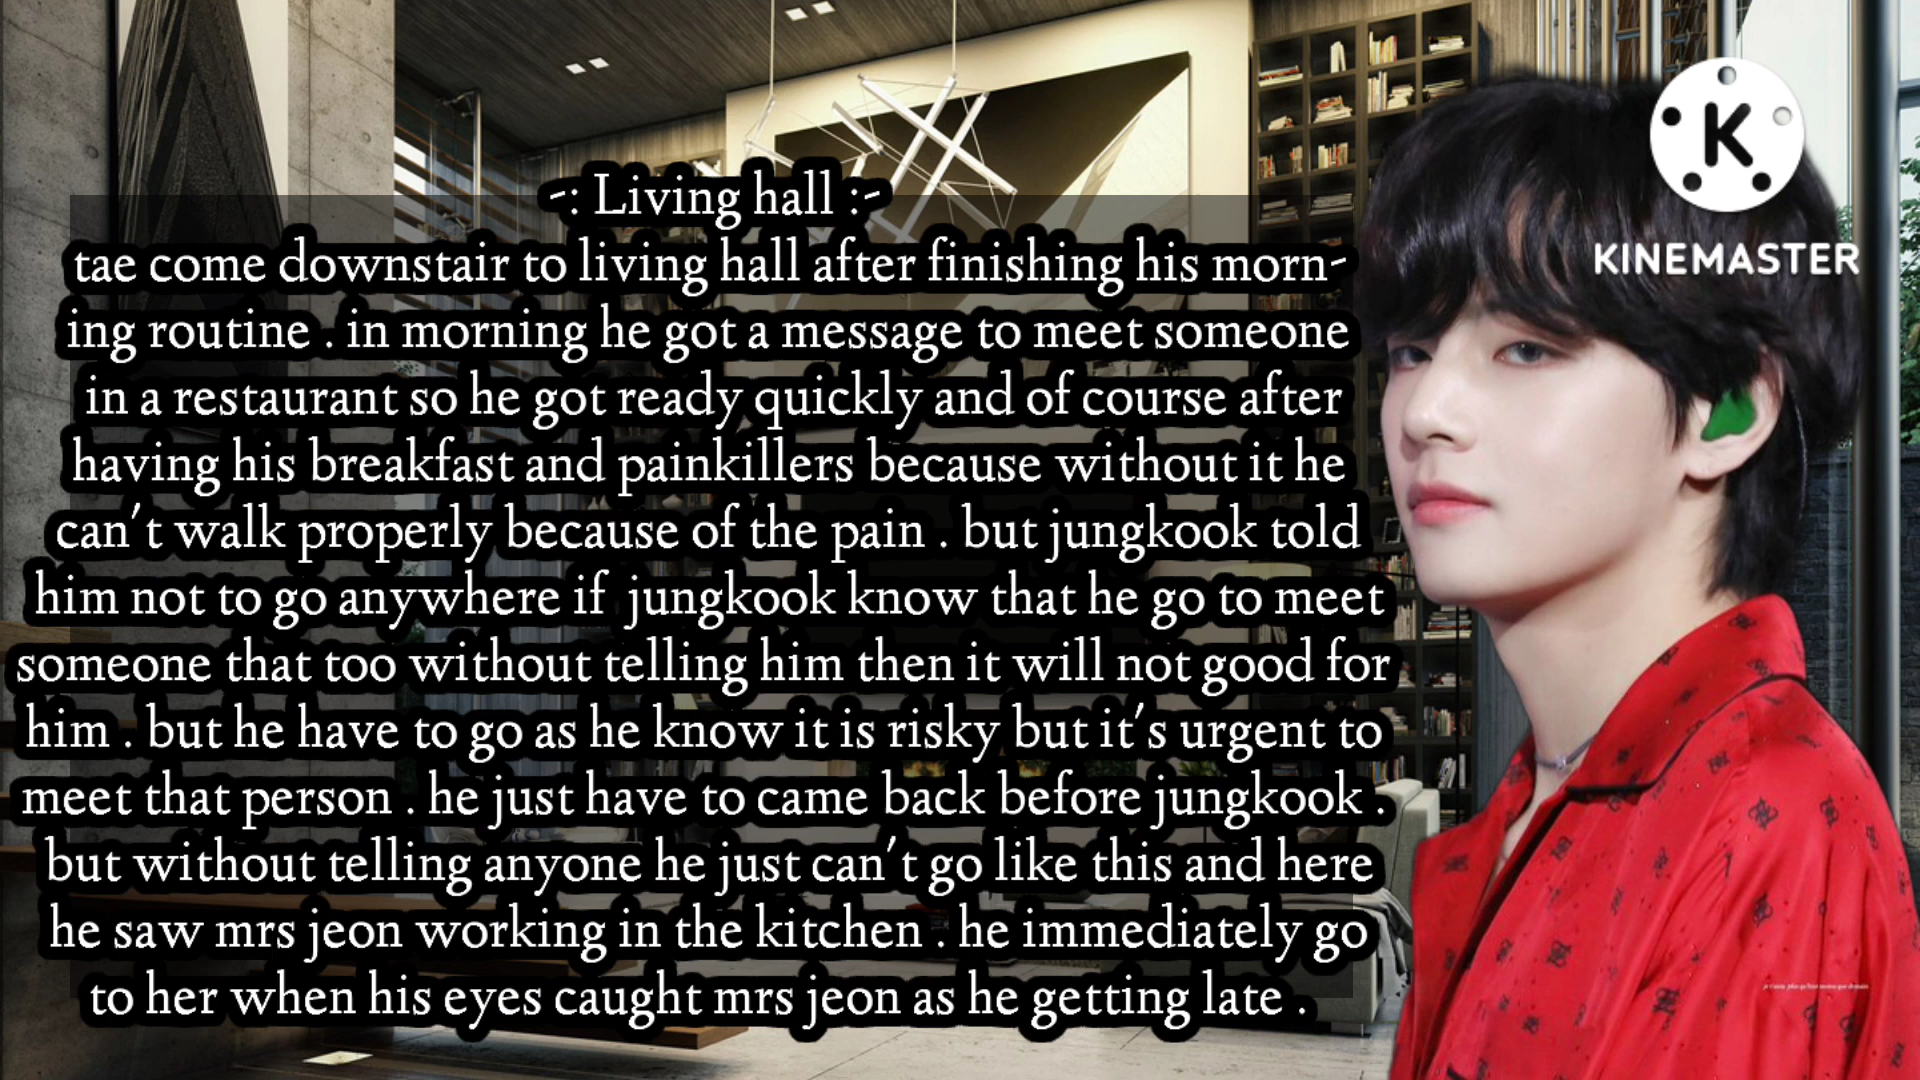 -: Living hall :-
tae come downstair to living hall after finishing his morn-
ing routine . in morning he got a message to meet someone
in a restaurant so he got ready quickly and of course after
having his breakfast and painkillers because without it he
can't walk properly because of the pain . but jungkook told
him not to go anywhere if jungkook know that he go to meet
someone that too without telling him then it will not good for
him . but he have to go as he know it is risky but it's urgent to
meet that person . he just have to came back before jungkook .
but without telling anyone he just can't go like this and here
he saw mrs jeon working in the kitchen . he immediately go
to her when his eyes caught mrs jeon as he getting late .
K
KINEMASTER